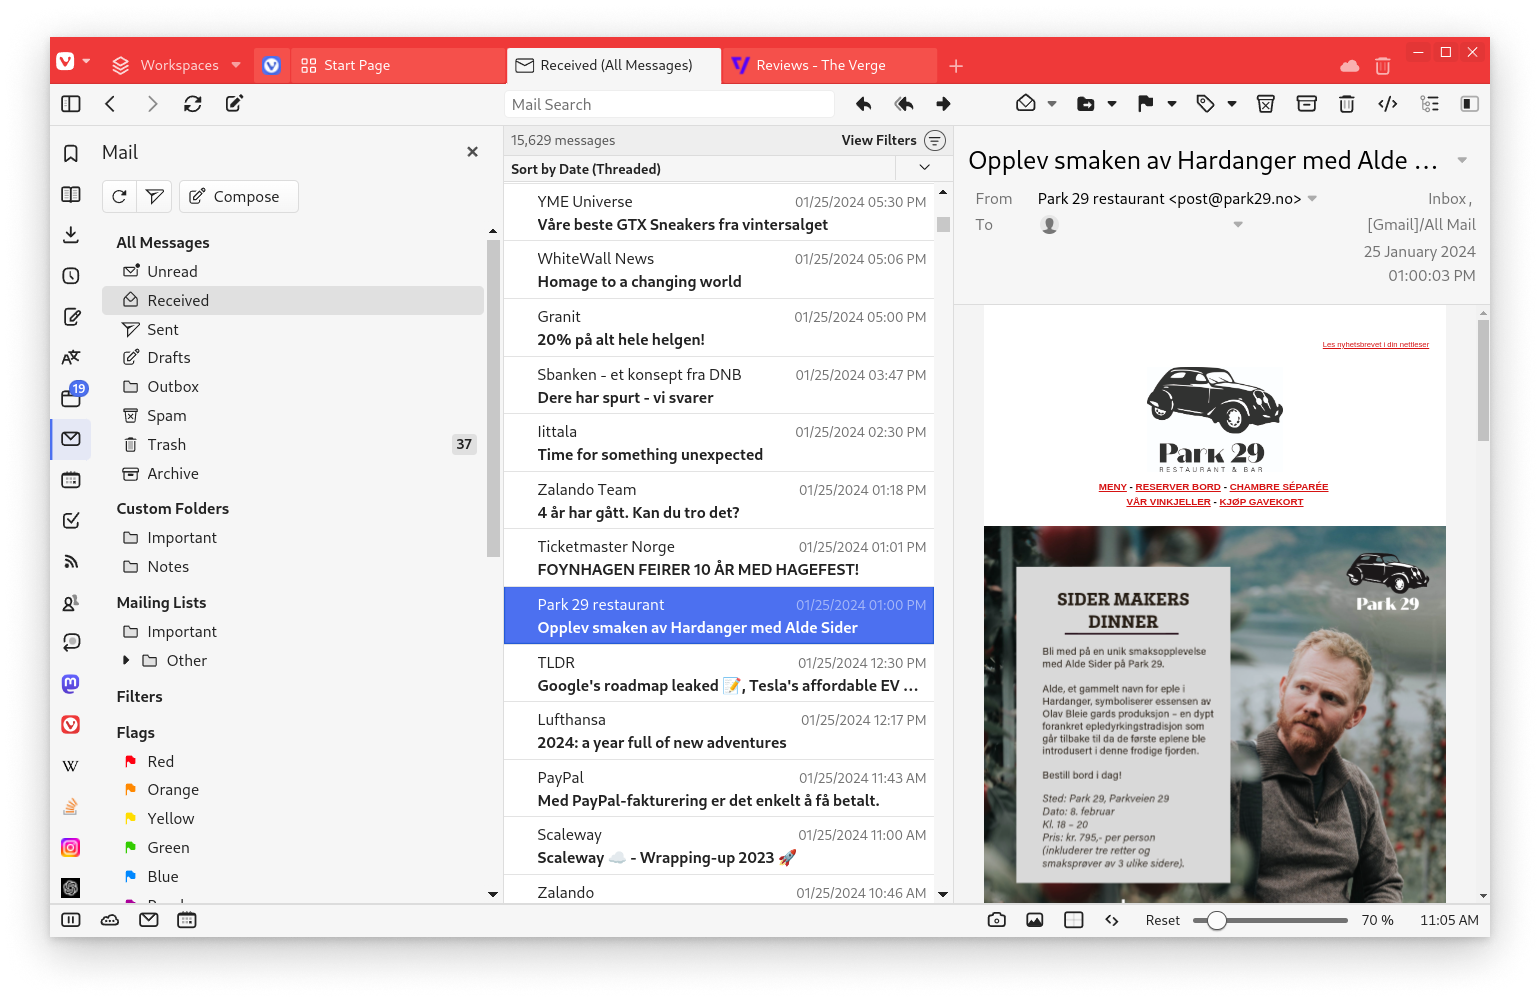 Workspaces
Start Page
Received (All Messages)
Reviews - The Verge
Mail Search
Mail
Compose
All Messages
Unread
Received
Sent
Drafts
Outbox
Spam
Trash
37
Archive
Custom Folders
Important
Notes
Mailing Lists
Important
Other
Filters
Flags
Red
Orange
Yellow
Green
Blue
19
15,629 messages
View Filters
Sort by Date (Threaded)
YME Universe
01/25/2024 05:30 PM
Våre beste GTX Sneakers fra vintersalget
WhiteWall News
01/25/2024 05:06 PM
Homage to a changing world
Granit
01/25/2024 05:00 PM
20% på alt hele helgen!
Sbanken - et konsept fra DNB
01/25/2024 03:47 PM
Dere har spurt - vi svarer
Iittala
01/25/2024 02:30 PM
Time for something unexpected
Zalando Team
01/25/2024 01:18 PM
4 år har gått. Kan du tro det?
Ticketmaster Norge
01/25/2024 01:01 PM
FOYNHAGEN FEIRER 10 ÅR MED HAGEFEST!
Park 29 restaurant
01/25/2024 01:00 PM
Opplev smaken av Hardanger med Alde Sider
TLDR
01/25/2024 12:30 PM
Google's roadmap leaked 📝, Tesla's affordable EV ...
Lufthansa
01/25/2024 12:17 PM
2024: a year full of new adventures
PayPal
01/25/2024 11:43 AM
Med PayPal-fakturering er det enkelt å få betalt.
Scaleway
01/25/2024 11:00 AM
Scaleway ☁️ - Wrapping-up 2023 🚀
Zalando
01/25/2024 10:46 AM
Opplev smaken av Hardanger med Alde ...
From
Park 29 restaurant <post@park29.no>
Inbox ,
To
[Gmail]/All Mail
25 January 2024
01:00:03 PM
Les nyhetsbrevet i din nettleser
Park 29
RESTAURANT & BAR
MENY - RESERVER BORD - CHAMBRE SÉPARÉE
VÅR VINKJELLER - KJØP GAVEKORT
Park 29
SIDER MAKERS
DINNER
Bli med på en unik smaksopplevelse
med Alde Sider på Park 29.
Alde, et gammelt navn for eple i
Hardanger, symboliserer essensen av
Olav Bleie gards produksjon – en dypt
forankret epledyrkingstradisjon som
går tilbake til da de første eplene ble
introdusert i denne frodige fjorden.
Bestill bord i dag!
Sted: Park 29, Parkveien 29
Dato: 8. februar
Kl. 18 – 20
Pris: kr. 795,- per person
(inkluderer tre retter og
smaksprøver av 3 ulike sidere).
Reset
70 %
11:05 AM